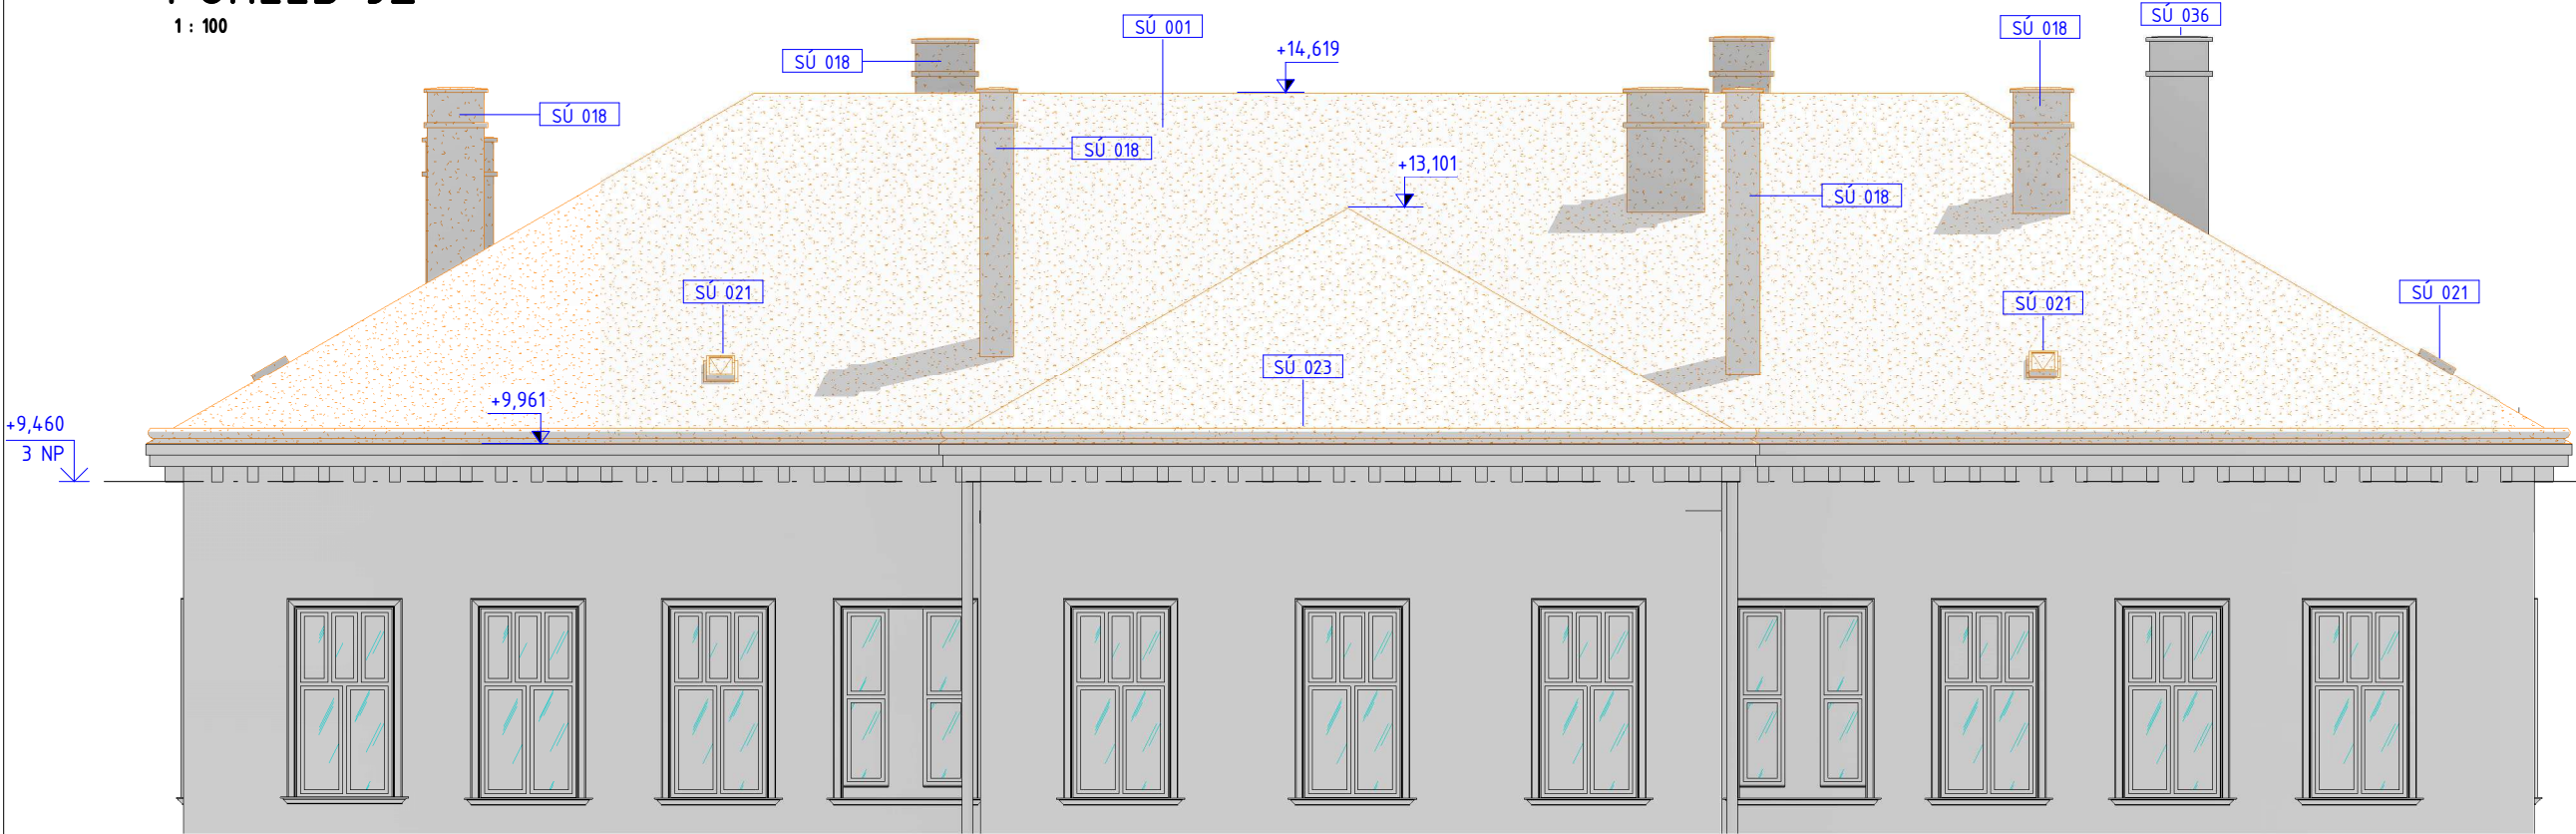 1 : 100
SÚ 036
SÚ 001
SÚ 018
+14,619
SÚ 018
SÚ 018
SÚ 018
+13,101
SÚ 018
SÚ 021
SÚ 021
SÚ 021
SÚ 023
+9,961
+9,460
3 NP